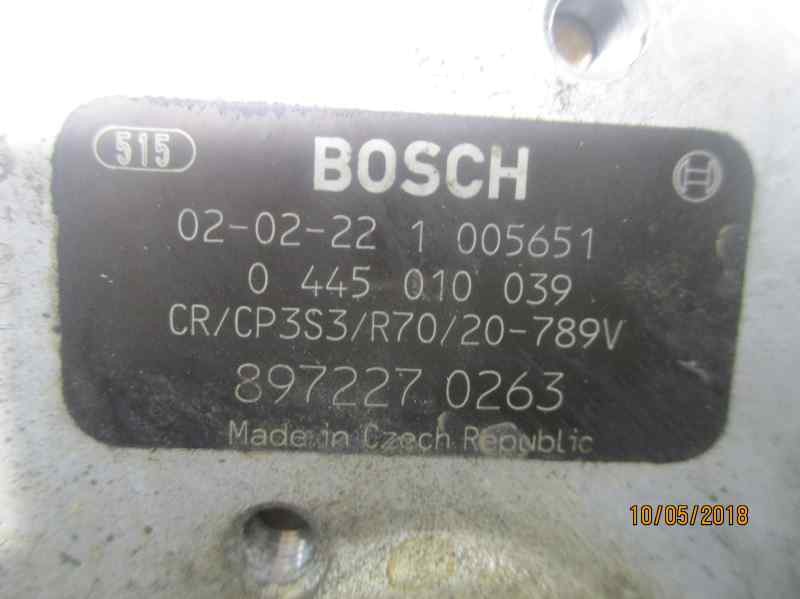 515
BOSCH
02-02-22 1 005651
0 445 010 039
CR/CP3S3/R70/20-789V
897227 0263
Made in Czech Republic
10/05/2018